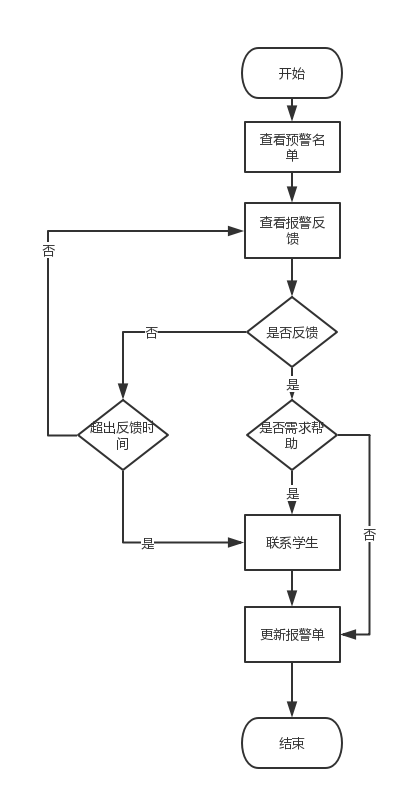 开始
查看预警名
单
查看报警反
馈
否
是否反馈
否
是
超出反馈时
间
是否需求帮
助
是
否
联系学生
是
更新报警单
结束